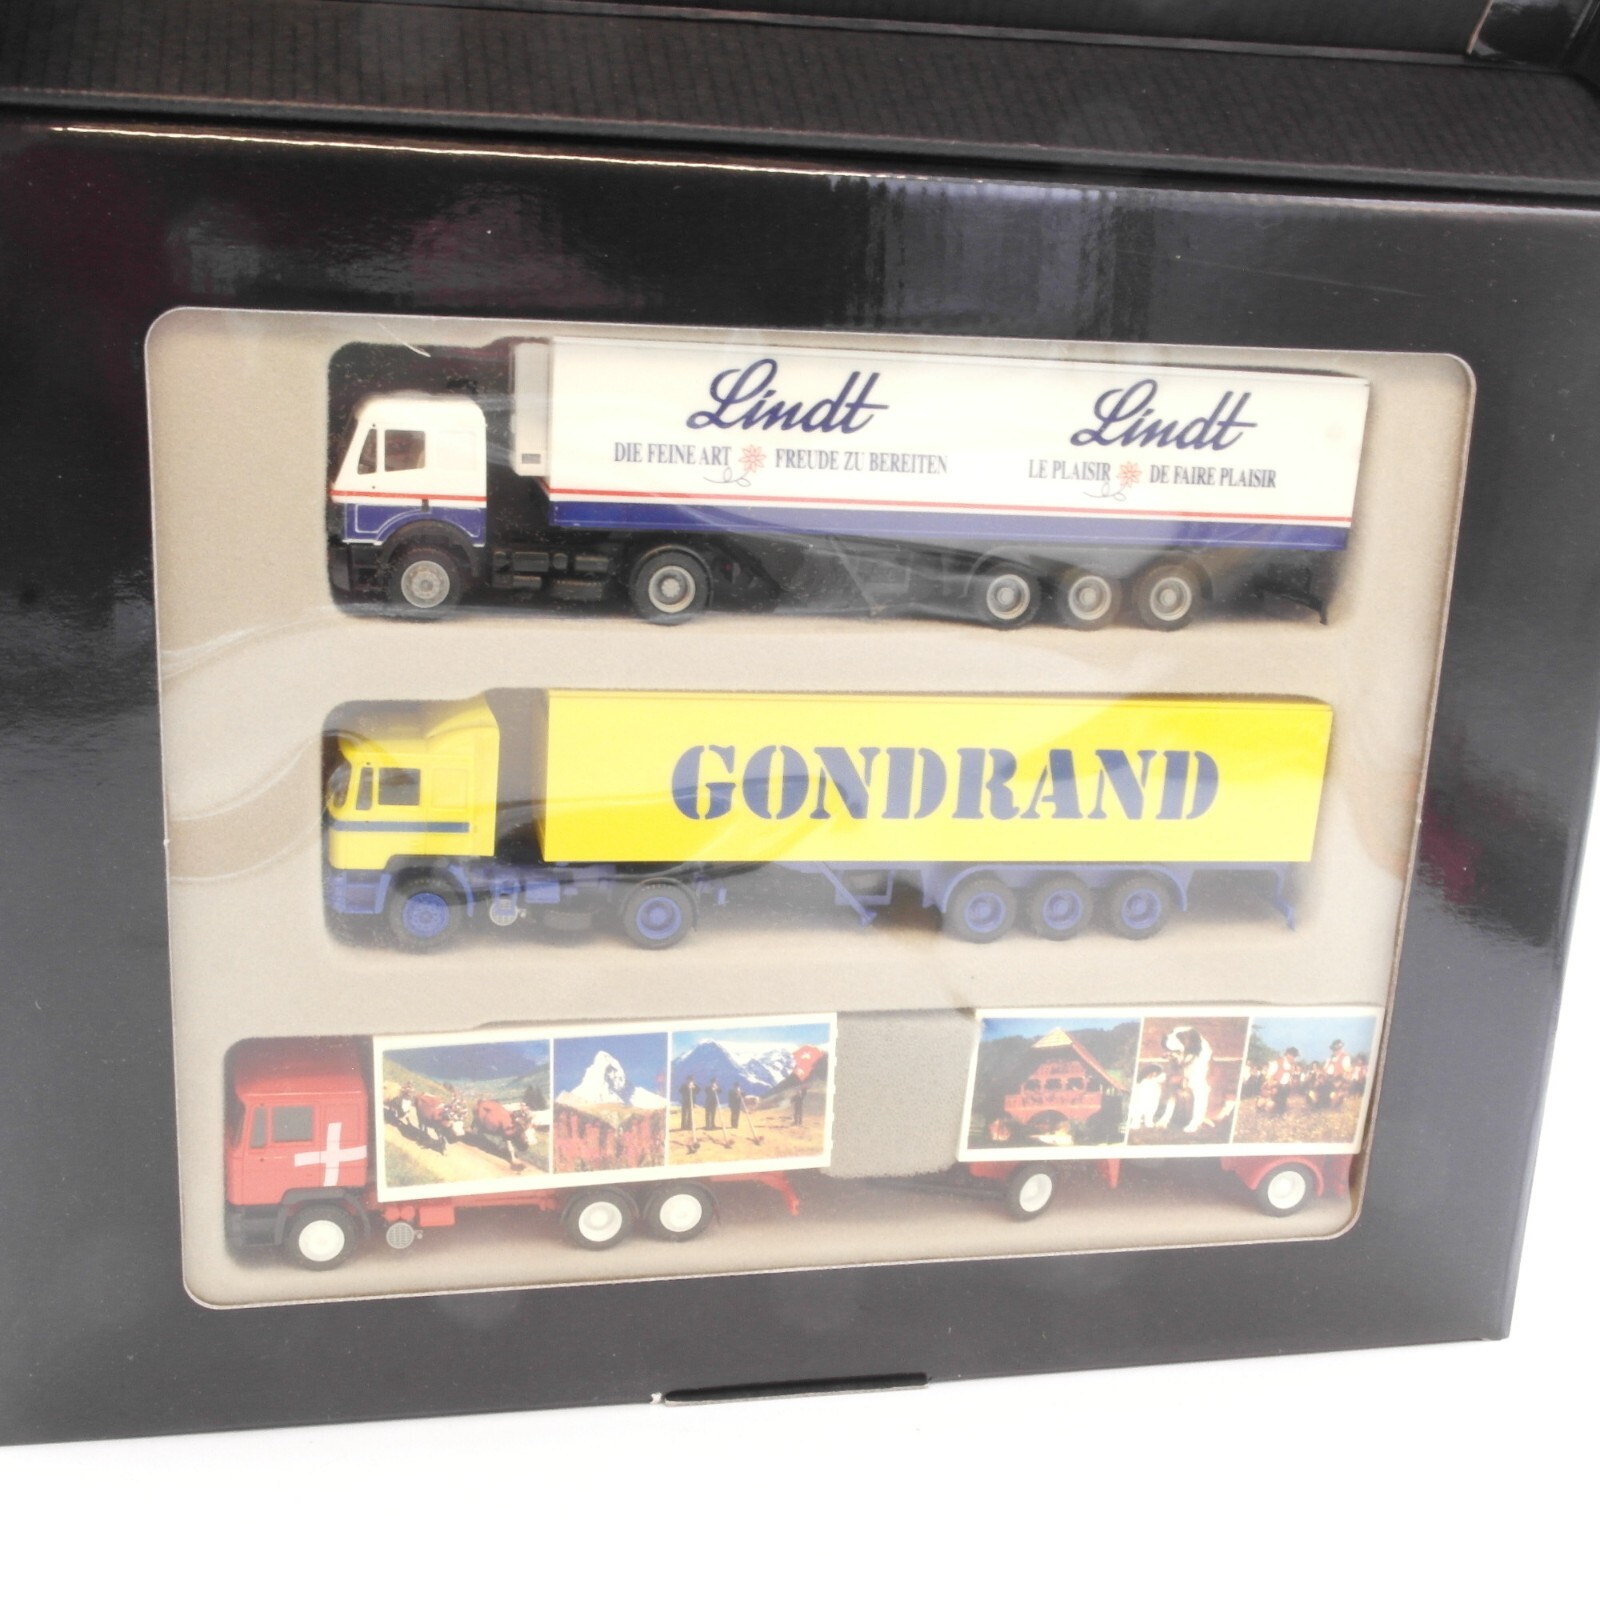 Lindt
DIE FEINE ART FREUDE ZU BEREITEN
Lindt
LE PLAISIR DE FAIRE PLAISIR
GONDRAND